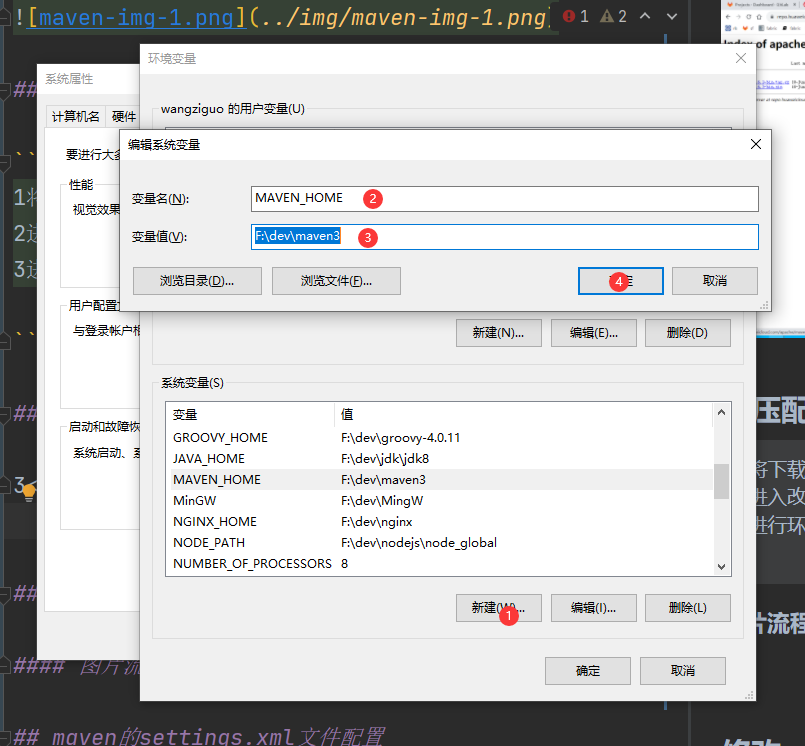 ![maven-img-1.png](../img/maven-img-1.png)
1 2
Index of apache
环境变量
系统属性
##
wangziguo 的用户变量(U)
计算机名 硬件
编辑系统变量
要进行大多
性能
变量名(N): MAVEN_HOME 2
视觉效果
1将
变量值(V): F:\dev\maven3 3
2进
3进
浏览目录(D)... 浏览文件(F)... 4 取消
用户配置文
与登录帐户相
新建(N)... 编辑(E)... 删除(D)
系统变量(S)
变量 值
##
压配
启动和故障恢
GROOVY_HOME F:\dev\groovy-4.0.11
系统启动、系
JAVA_HOME F:\dev\jdk\jdk8
将下载
MAVEN_HOME F:\dev\maven3
3
进入改
MinGW F:\dev\MingW
NGINX_HOME F:\dev\nginx
进行环
NODE_PATH F:\dev\nodejs\node_global
NUMBER_OF_PROCESSORS 8
##
新建(W)... 编辑(I)... 删除(L)
1
片流程
#### 图片流
确定 取消
## maven的settings.xml文件配置